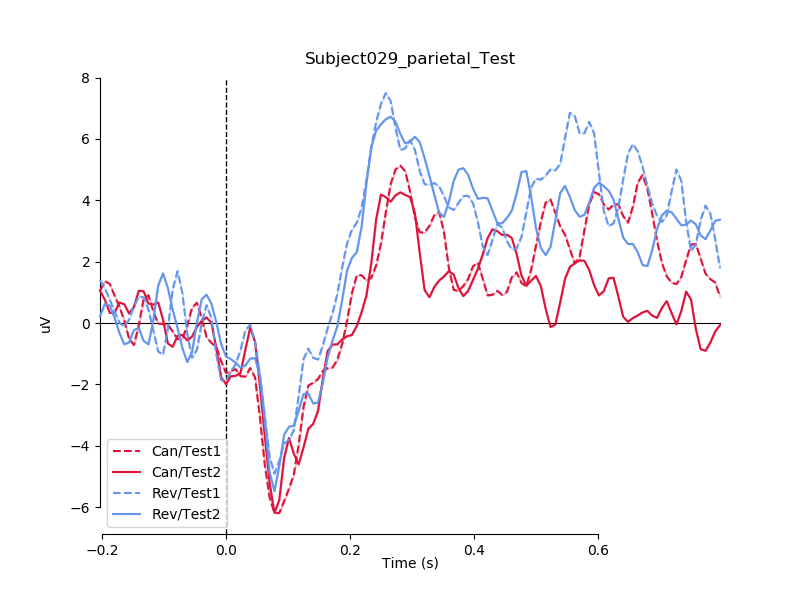 Subject029_parietal_Test
8
6
4
2
0
−2
−4
−6
uV
Can/Test1
Can/Test2
Rev/Test1
Rev/Test2
−0.2
0.0
0.2
0.4
0.6
Time (s)